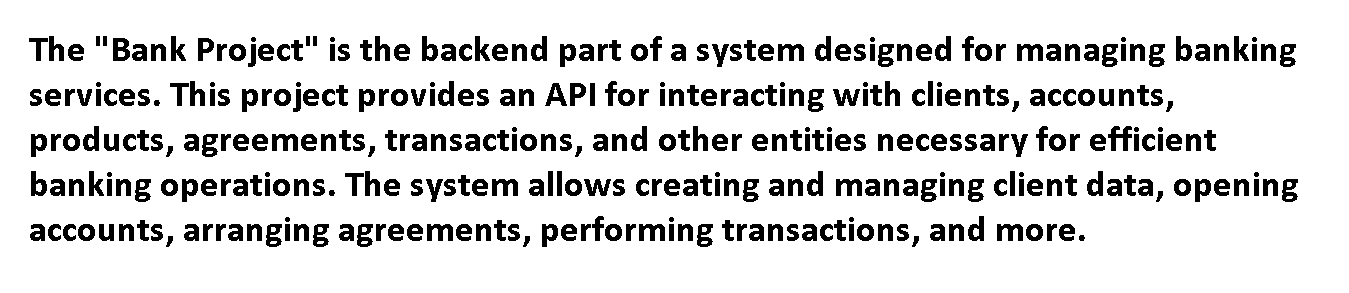 The "Bank Project" is the backend part of a system designed for managing banking
services. This project provides an API for interacting with clients, accounts,
products, agreements, transactions, and other entities necessary for efficient
banking operations. The system allows creating and managing client data, opening
accounts, arranging agreements, performing transactions, and more.